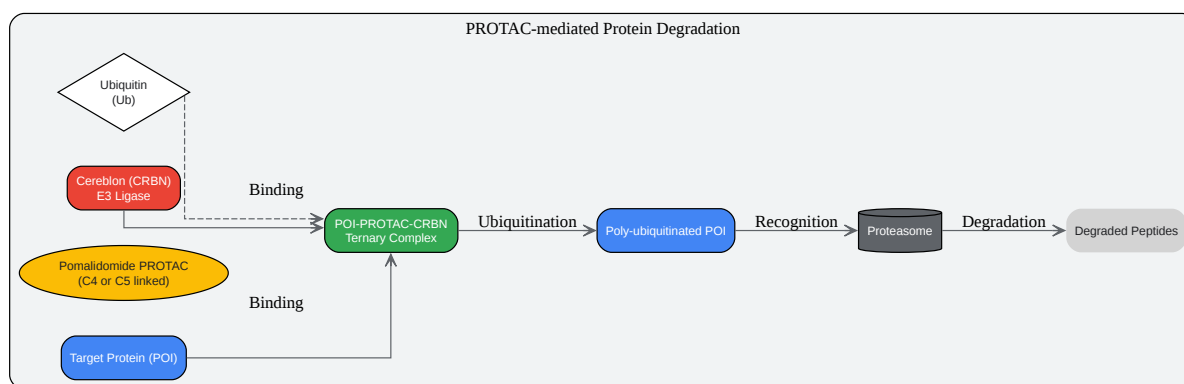 PROTAC-mediated Protein Degradation
Ubiquitin
(Ub)
Cereblon (CRBN)
E3 Ligase
Binding
POI-PROTAC-CRBN
Ternary Complex
Ubiquitination
Poly-ubiquitinated POI
Recognition
Proteasome
Degradation
Degraded Peptides
Pomalidomide PROTAC
(C4 or C5 linked)
Binding
Target Protein (POI)